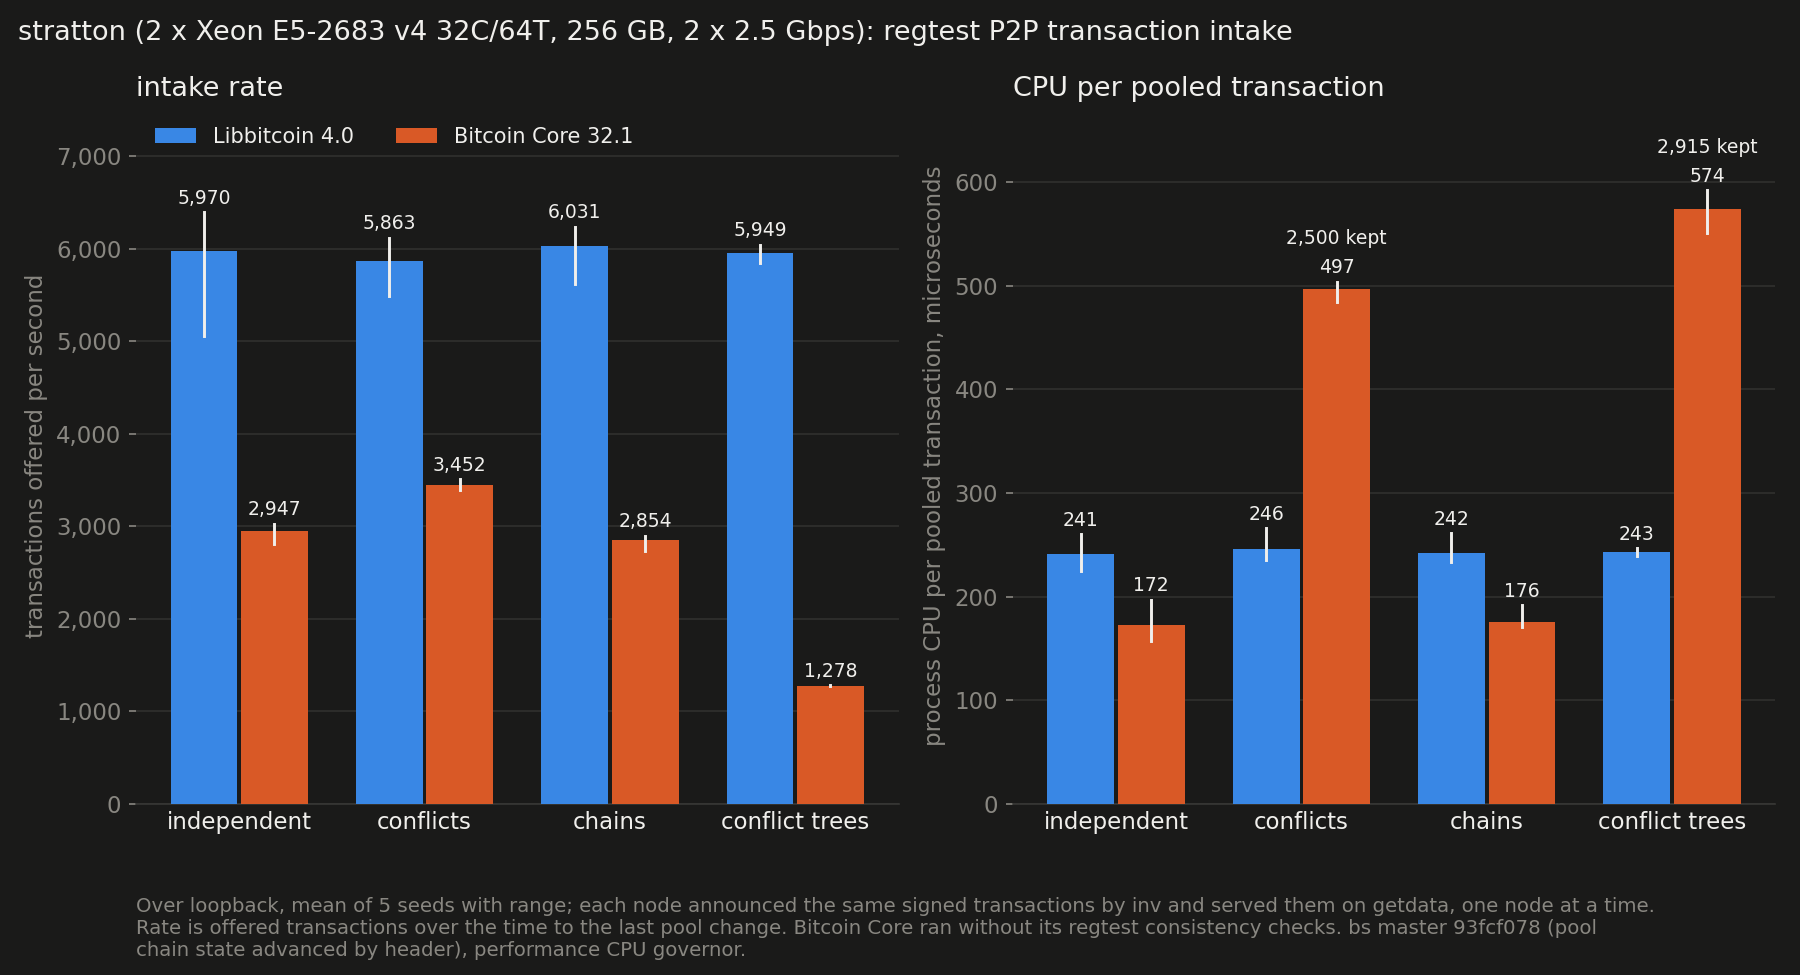 stratton (2 x Xeon E5-2683 v4 32C/64T, 256 GB, 2 x 2.5 Gbps): regtest P2P transaction intake
intake rate
Libbitcoin 4.0
Bitcoin Core 32.1
transactions offered per second
7,000
6,000
5,000
4,000
3,000
2,000
1,000
0
5,970
2,947
5,863
3,452
6,031
2,854
5,949
1,278
independent
conflicts
chains
conflict trees
CPU per pooled transaction
process CPU per pooled transaction, microseconds
600
500
400
300
200
100
0
241
172
246
2,500 kept
497
242
176
243
2,915 kept
574
independent
conflicts
chains
conflict trees
Over loopback, mean of 5 seeds with range; each node announced the same signed transactions by inv and served them on getdata, one node at a time.
Rate is offered transactions over the time to the last pool change. Bitcoin Core ran without its regtest consistency checks. bs master 93fcf078 (pool
chain state advanced by header), performance CPU governor.